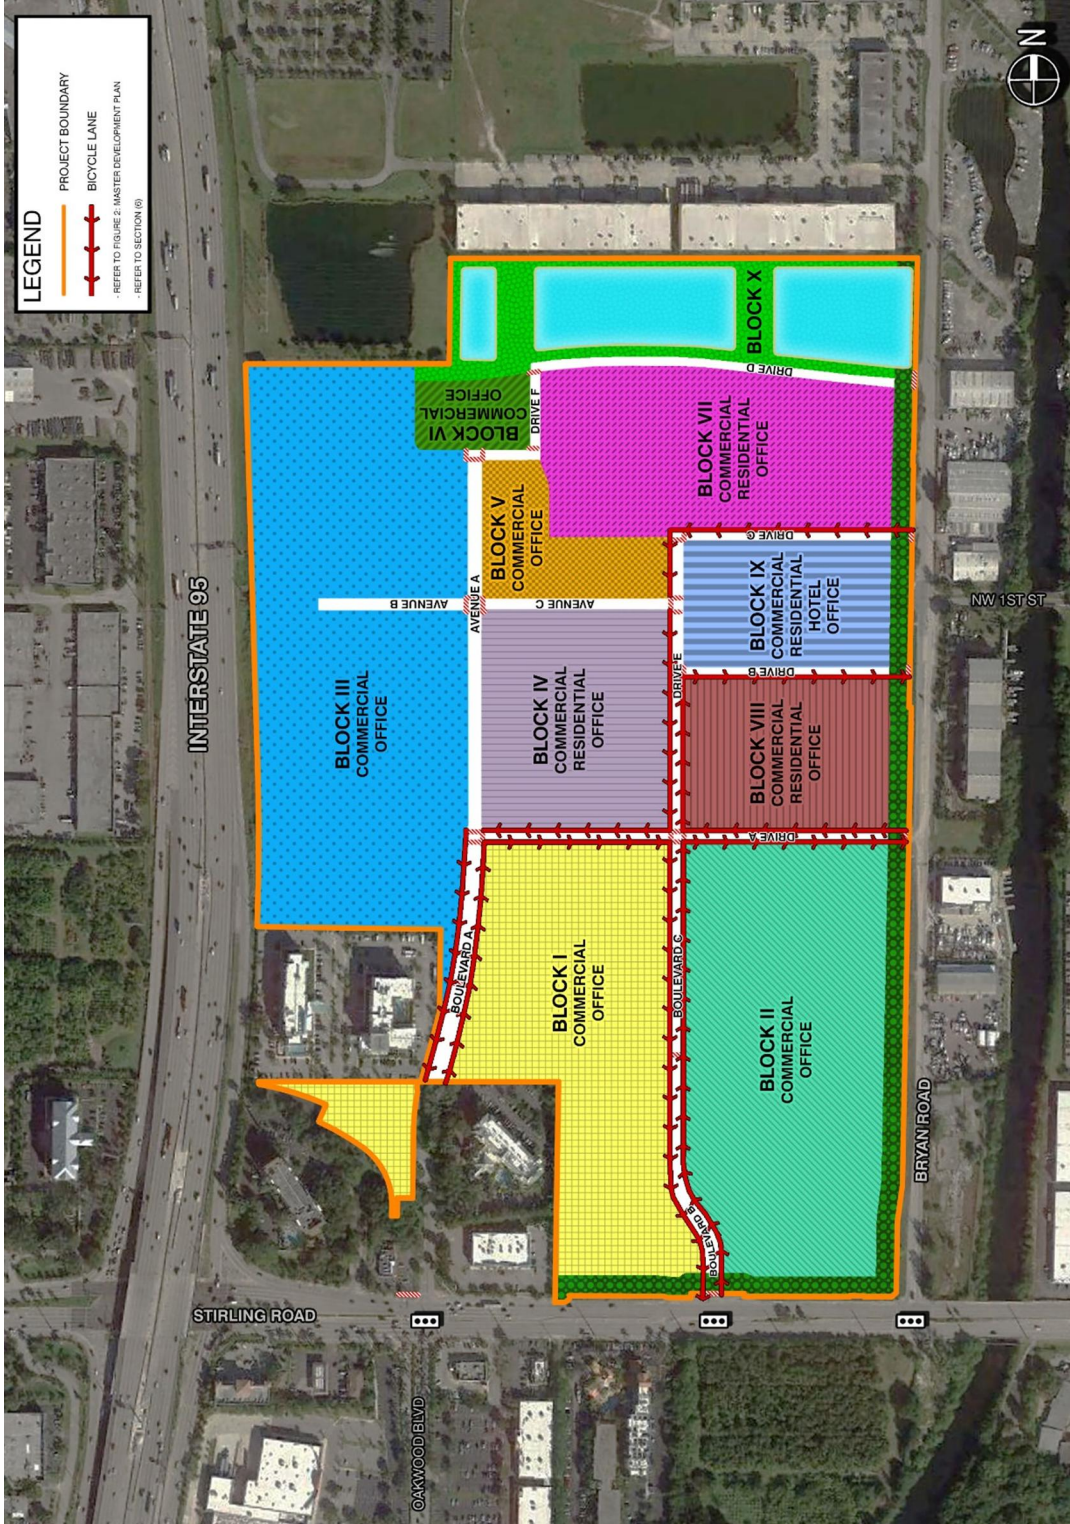 LEGEND
PROJECT BOUNDARY
BICYCLE LANE
- REFER TO FIGURE 2: MASTER DEVELOPMENT PLAN
- REFER TO SECTION (6)
N
INTERSTATE 95
STIRLING ROAD
OAKWOOD BLVD
BRYAN ROAD
NW 1ST ST
BLOCK III
COMMERCIAL
OFFICE
BLOCK VI
COMMERCIAL
OFFICE
BLOCK X
BLOCK V
COMMERCIAL
OFFICE
BLOCK VII
COMMERCIAL
RESIDENTIAL
OFFICE
BLOCK IV
COMMERCIAL
RESIDENTIAL
OFFICE
BLOCK IX
COMMERCIAL
RESIDENTIAL
HOTEL
OFFICE
BLOCK VIII
COMMERCIAL
RESIDENTIAL
OFFICE
BLOCK I
COMMERCIAL
OFFICE
BLOCK II
COMMERCIAL
OFFICE
AVENUE A
AVENUE B
AVENUE C
BOULEVARD A
BOULEVARD B
BOULEVARD C
DRIVE A
DRIVE B
DRIVE G
DRIVE D
DRIVE E
DRIVE F